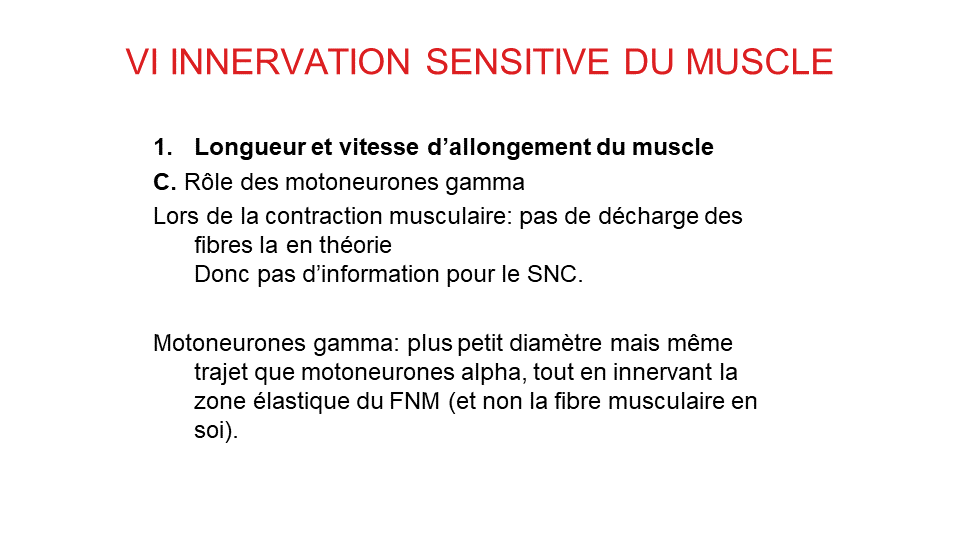 VI INNERVATION SENSITIVE DU MUSCLE
1. Longueur et vitesse d’allongement du muscle
C. Rôle des motoneurones gamma
Lors de la contraction musculaire: pas de décharge des
fibres Ia en théorie
Donc pas d’information pour le SNC.
Motoneurones gamma: plus petit diamètre mais même
trajet que motoneurones alpha, tout en innervant la
zone élastique du FNM (et non la fibre musculaire en
soi).